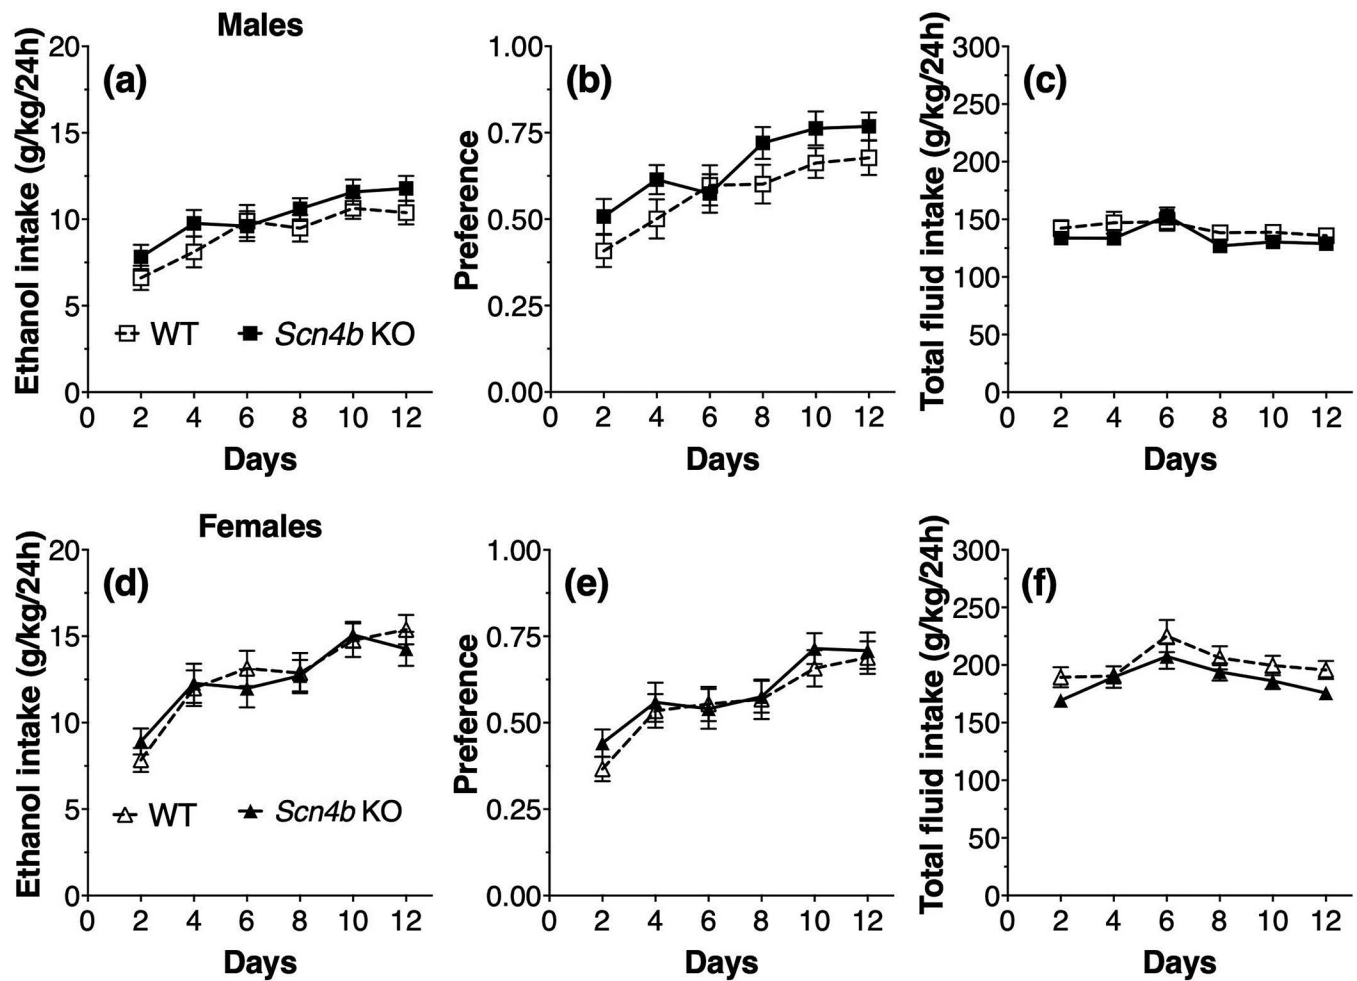 Males
(a)
Ethanol intake (g/kg/24h)
20
15
10
5
0
WT
Scn4b KO
0 2 4 6 8 10 12
Days
(b)
Preference
1.00
0.75
0.50
0.25
0.00
0 2 4 6 8 10 12
Days
(c)
Total fluid intake (g/kg/24h)
300
250
200
150
100
50
0
0 2 4 6 8 10 12
Days
Females
(d)
Ethanol intake (g/kg/24h)
20
15
10
5
0
WT
Scn4b KO
0 2 4 6 8 10 12
Days
(e)
Preference
1.00
0.75
0.50
0.25
0.00
0 2 4 6 8 10 12
Days
(f)
Total fluid intake (g/kg/24h)
300
250
200
150
100
50
0
0 2 4 6 8 10 12
Days